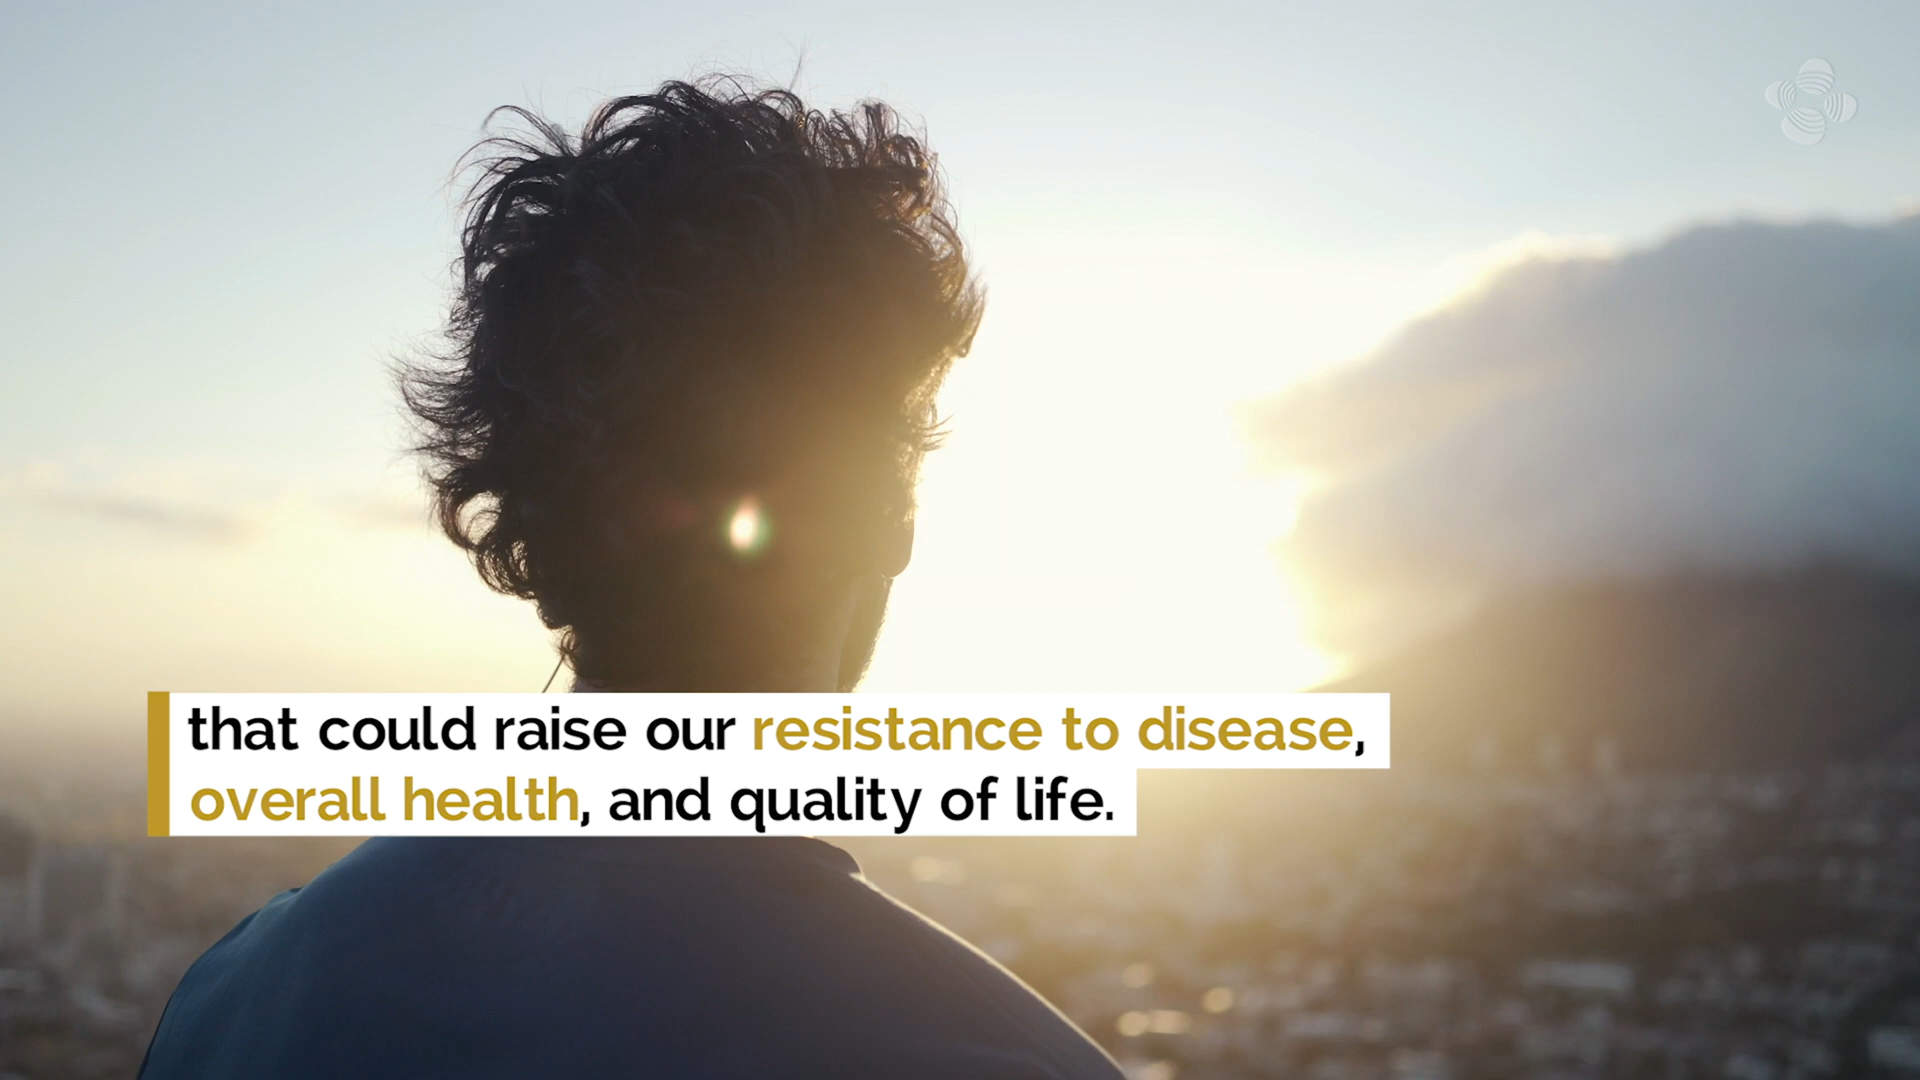 that could raise our resistance to disease,
overall health, and quality of life.